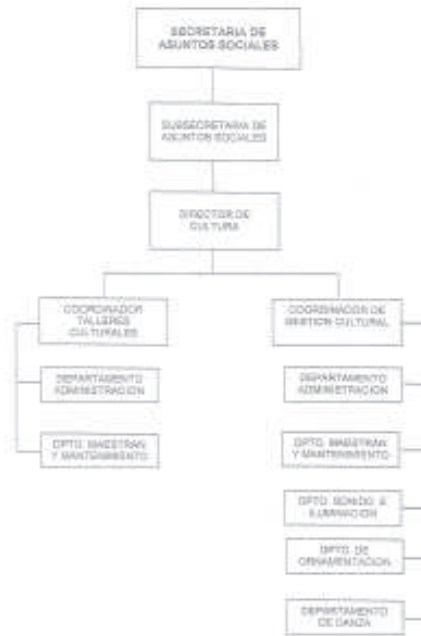 SECRETARIA DE
ASUNTOS SOCIALES
SUBSECRETARIA DE
ASUNTOS SOCIALES
DIRECTOR DE
CULTURA
COORDINADOR
TALLERES
CULTURALES
DEPARTAMENTO
ADMINISTRACION
DPTO. MAESTRAN
Y MANTENIMIENTO
COORDINADOR DE
GESTION CULTURAL
DEPARTAMENTO
ADMINISTRACION
DPTO. MAESTRAN
Y MANTENIMIENTO
DPTO. SONIDO E
ILUMINACION
DPTO. DE
ORNAMENTACION
DEPARTAMENTO
DE DANZA